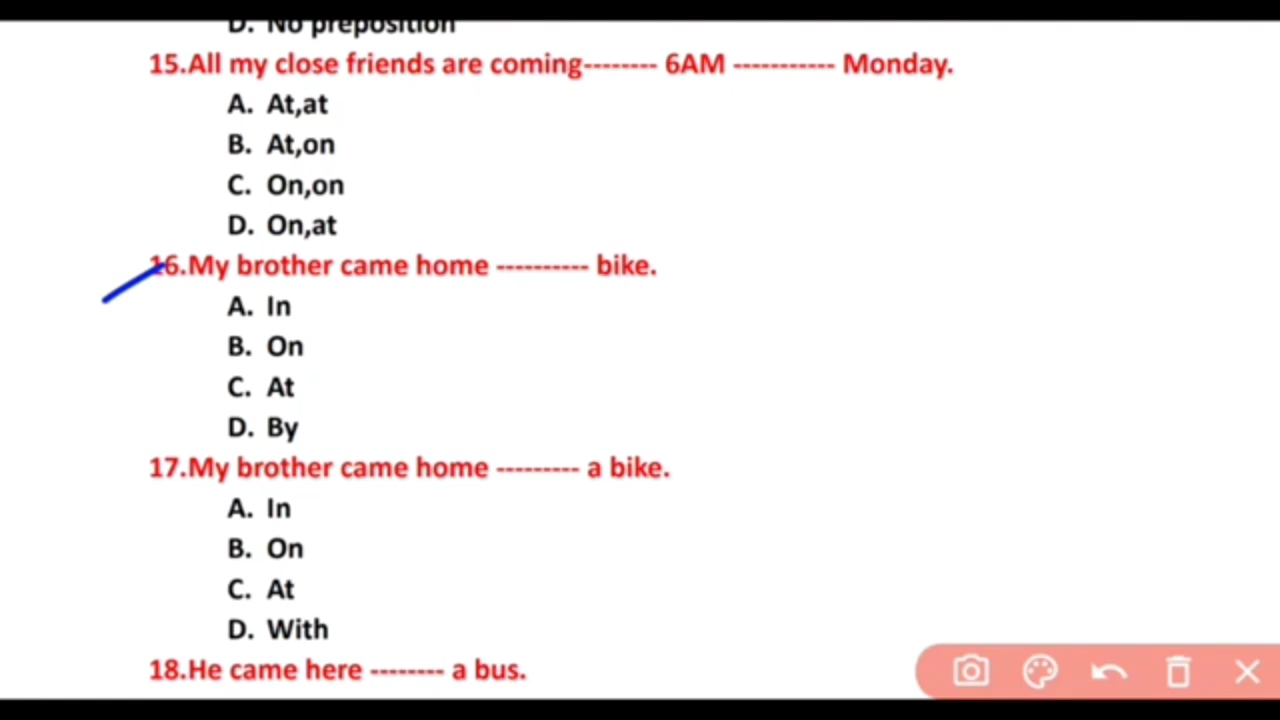 D. No preposition
15.All my close friends are coming-------- 6AM ----------- Monday.
A. At,at
B. At,on
C. On,on
D. On,at
16.My brother came home ---------- bike.
A. In
B. On
C. At
D. By
17.My brother came home --------- a bike.
A. In
B. On
C. At
D. With
18.He came here -------- a bus.